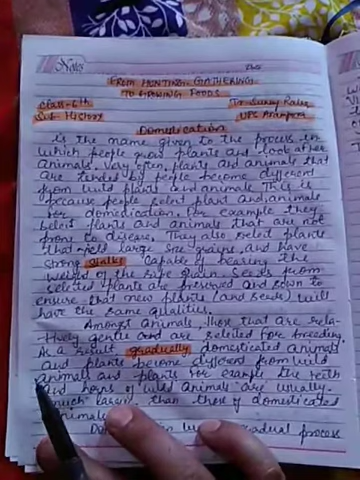 Notes
Date
FROM HUNTING-GATHERING
TO GROWING FOODS
Class-6th
Sub-History
Domestication
is the name given to the process in
which people grow plants and look after
animals. Very often, plants and animals that
are tended by people become different
from wild plants and animals. This is
because people select plant and animals
for domedication. For example they
select plants and animals that are not
prone to disease. They also select plants
that yield large size grains, and have
strong stalks capable of bearing the
weight of the ripe grain. Seeds from
selected plants are preserved and sown to
ensure that new plants (and seeds) will
have the same qualities.
Amongst animals, those that are rela-
tively gentle and are selected for breeding.
As a result gradually domesticated animals
and plants become different from wild
animals and plants for example the teeth
and horns of wild animals are usually
much larger than those of domesticated
animals
gradual process